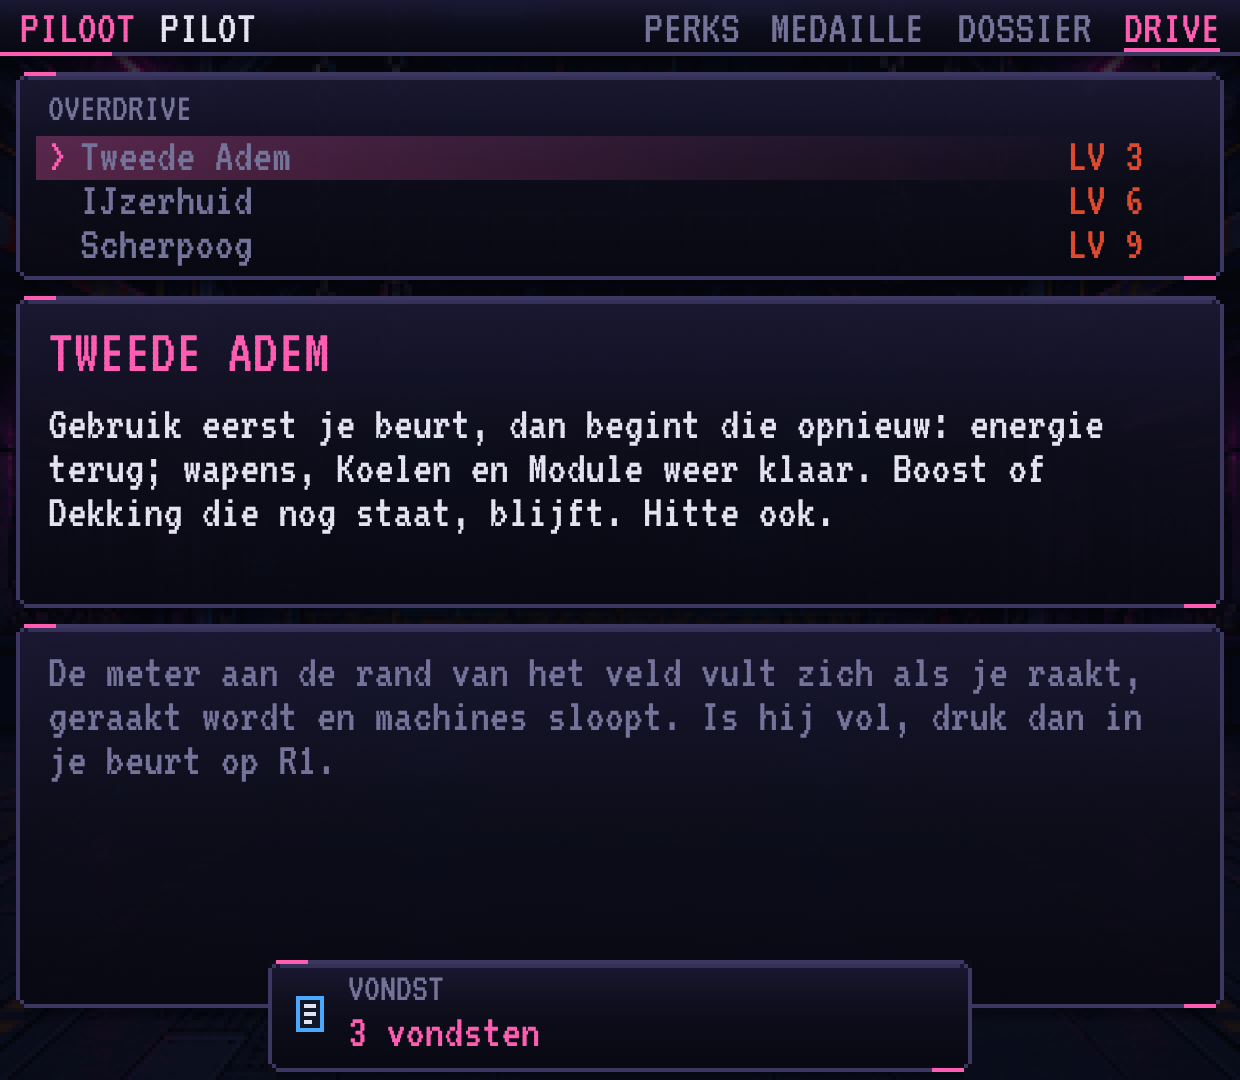 PILOOT PILOT PERKS MEDAILLE DOSSIER DRIVE
OVERDRIVE
> Tweede Adem LV 3
IJzerhuid LV 6
Scherpoog LV 9
TWEEDE ADEM
Gebruik eerst je beurt, dan begint die opnieuw: energie
terug; wapens, Koelen en Module weer klaar. Boost of
Dekking die nog staat, blijft. Hitte ook.
De meter aan de rand van het veld vult zich als je raakt,
geraakt wordt en machines sloopt. Is hij vol, druk dan in
je beurt op R1.
VONDST
3 vondsten